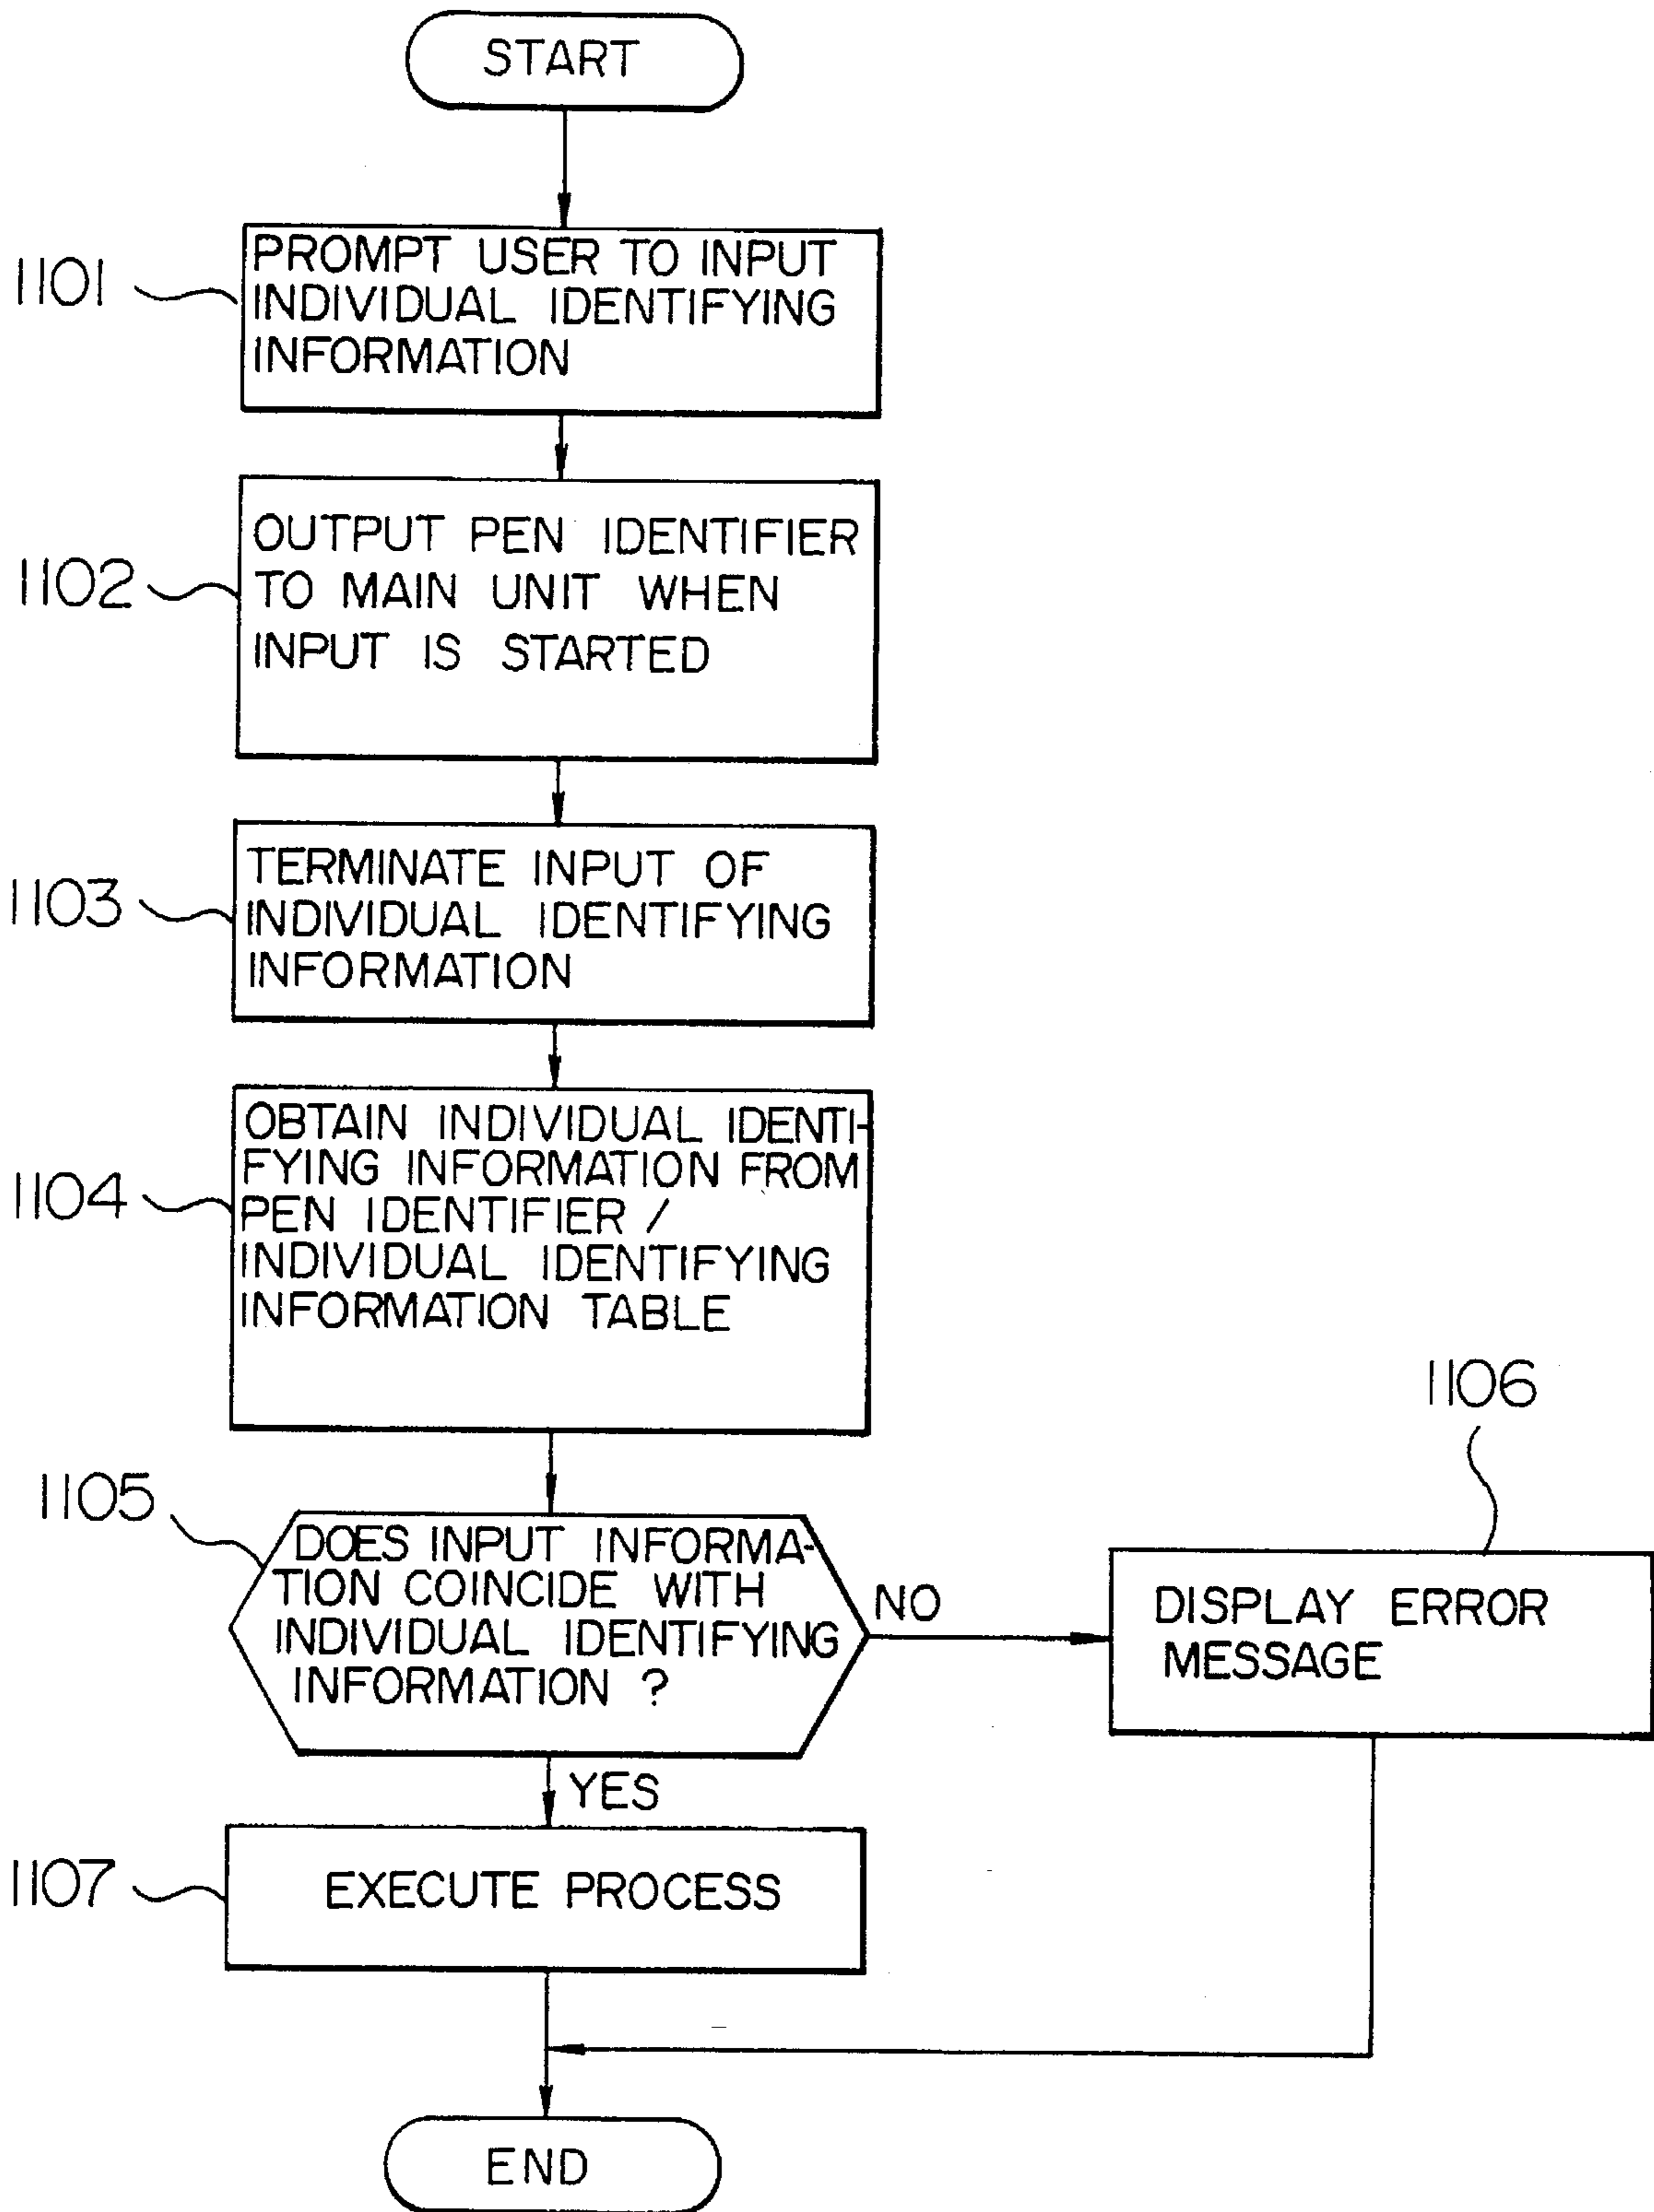 START
1101
PROMPT USER TO INPUT
INDIVIDUAL IDENTIFYING
INFORMATION
1102
OUTPUT PEN IDENTIFIER
TO MAIN UNIT WHEN
INPUT IS STARTED
1103
TERMINATE INPUT OF
INDIVIDUAL IDENTIFYING
INFORMATION
1104
OBTAIN INDIVIDUAL IDENTI-
FYING INFORMATION FROM
PEN IDENTIFIER /
INDIVIDUAL IDENTIFYING
INFORMATION TABLE
1105
DOES INPUT INFORMA-
TION COINCIDE WITH
INDIVIDUAL IDENTIFYING
INFORMATION ?
NO
1106
DISPLAY ERROR
MESSAGE
YES
1107
EXECUTE PROCESS
END